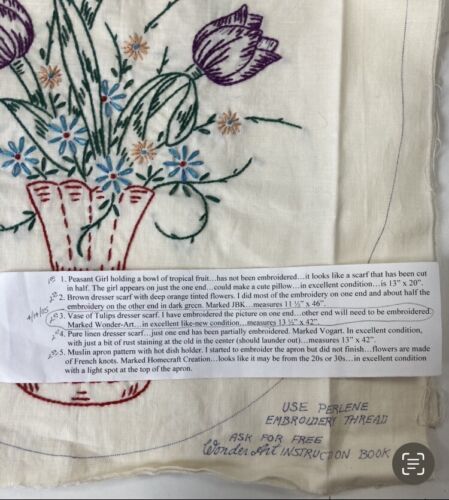 1. Peasant Girl holding a bowl of tropical fruit…has not been embroidered…it looks like a scarf that has been cut
in half. The girl appears on just the one end…could make a cute pillow…in excellent condition…is 13" x 20".
2. Brown dresser scarf with deep orange tinted flowers. I did most of the embroidery on one end and about half the
embroidery on the other end in dark green. Marked JBK…measures 11 ½" x 46".
3. Vase of Tulips dresser scarf. I have embroidered the picture on one end…other end will need to be embroidered.
Marked Wonder-Art…in excellent like-new condition…measures 13 ½" x 42".
4. Pure linen dresser scarf…just one end has been partially embroidered. Marked Vogart. In excellent condition,
with just a bit of rust staining at the old in the center (should launder out)…measures 13" x 42".
5. Muslin apron pattern with hot dish holder. I started to embroider the apron but did not finish…flowers are made
of French knots. Marked Homecraft Creation…looks like it may be from the 20s or 30s…in excellent condition
with a light spot at the top of the apron.
USE PERLENE
EMBROIDERY THREAD
ASK FOR FREE
Wonder Art INSTRUCTION BOOK